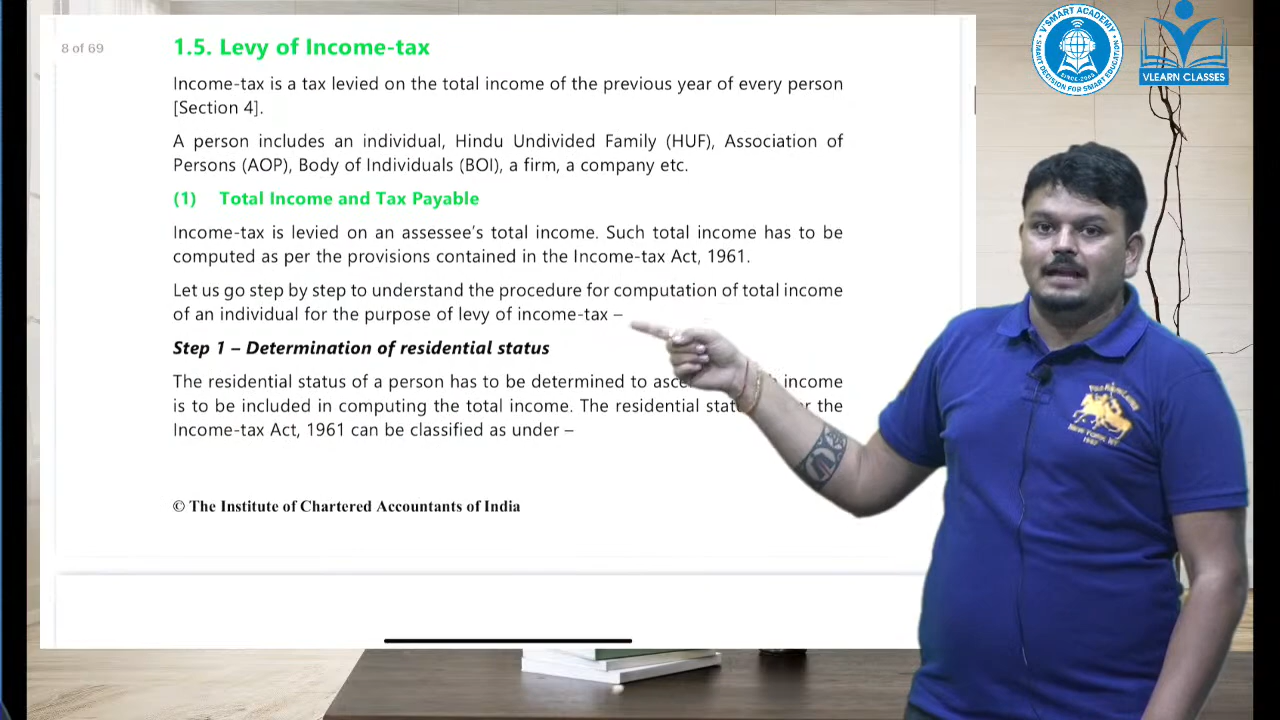 8 of 69
1.5. Levy of Income-tax
Income-tax is a tax levied on the total income of the previous year of every person
[Section 4].
A person includes an individual, Hindu Undivided Family (HUF), Association of
Persons (AOP), Body of Individuals (BOI), a firm, a company etc.
(1) Total Income and Tax Payable
Income-tax is levied on an assessee's total income. Such total income has to be
computed as per the provisions contained in the Income-tax Act, 1961.
Let us go step by step to understand the procedure for computation of total income
of an individual for the purpose of levy of income-tax –
Step 1 – Determination of residential status
The residential status of a person has to be determined to income
is to be included in computing the total income. The residential the
Income-tax Act, 1961 can be classified as under –
© The Institute of Chartered Accountants of India
V'SMART ACADEMY
SMART DECISION FOR SMART EDUCATION
VLEARN CLASSES